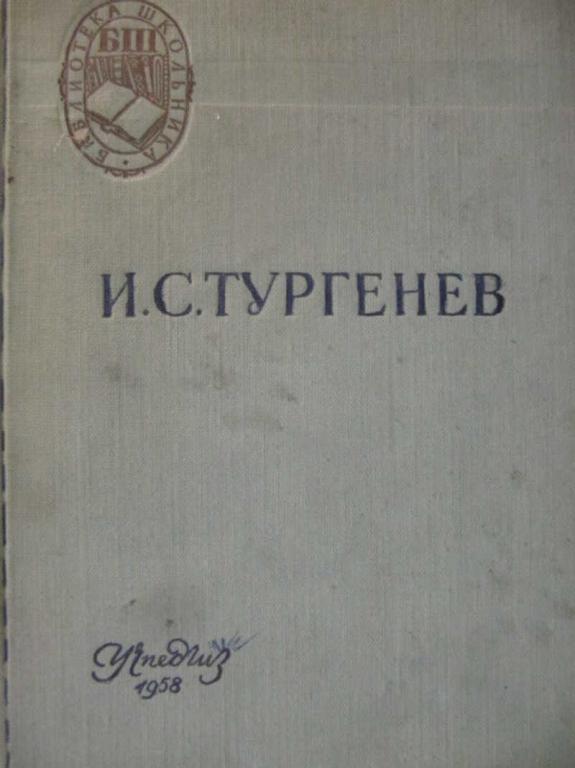 БИБЛИОТЕКА ШКОЛЬНИКА
БШ
И.С.ТУРГЕНЕВ
Учпедгиз
1958